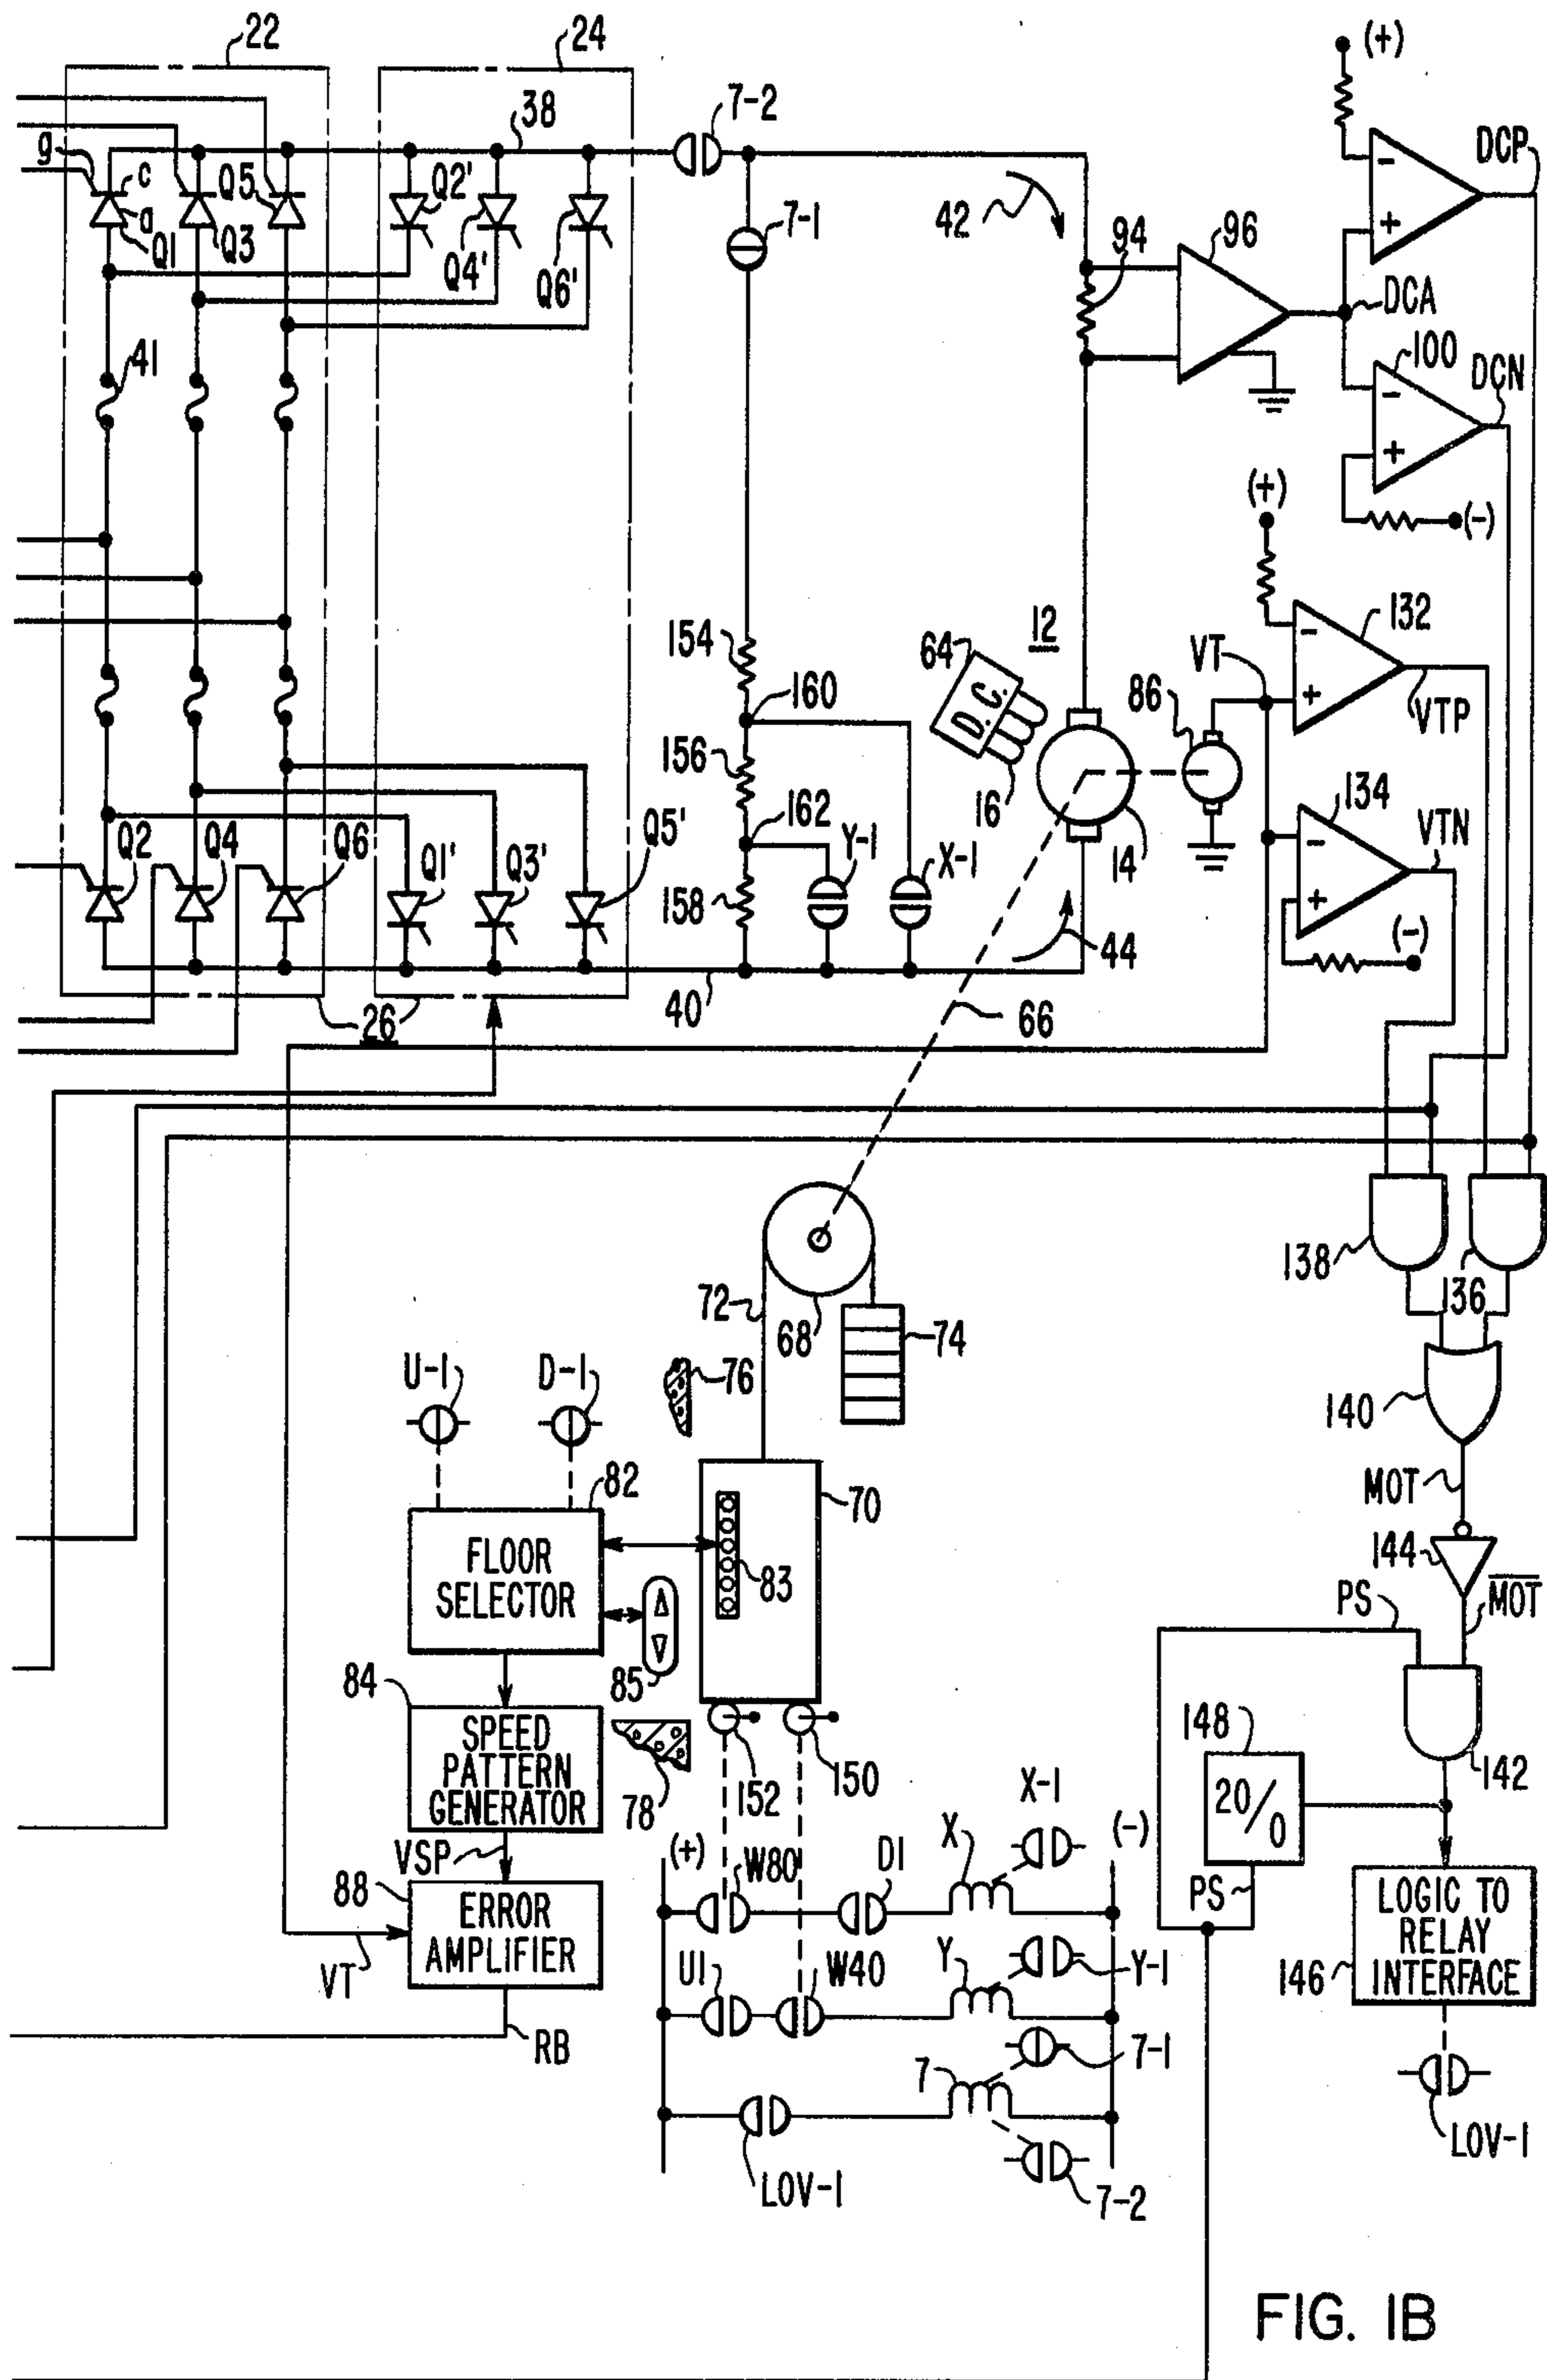 22
24
7-2
(+)
38
DCP
g
c
Q5
Q2'
-
a
Q1
Q3
Q4'
Q6'
7-1
42
94
96
+
DCA
41
100
DCN
-
+
(-)
(+)
154
160
64
D.C.
12
VT
132
-
+
VTP
86
156
16
162
Y-1
X-1
134
VTN
-
Q2
Q4
Q6
Q1'
Q3'
Q5'
158
14
+
(-)
44
26
40
66
138
136
72
68
74
76
U-1
D-1
140
82
70
MOT
FLOOR
SELECTOR
83
144
MOT
PS
85
84
SPEED
PATTERN
GENERATOR
78
152
150
148
142
X-1
20/0
VSP
(+)
W80
D1
X
(-)
PS
88
ERROR
AMPLIFIER
LOGIC TO
RELAY
INTERFACE
146
VT
U1
W40
Y
Y-1
RB
7
7-1
LOV-1
LOV-1
7-2
FIG. 1B